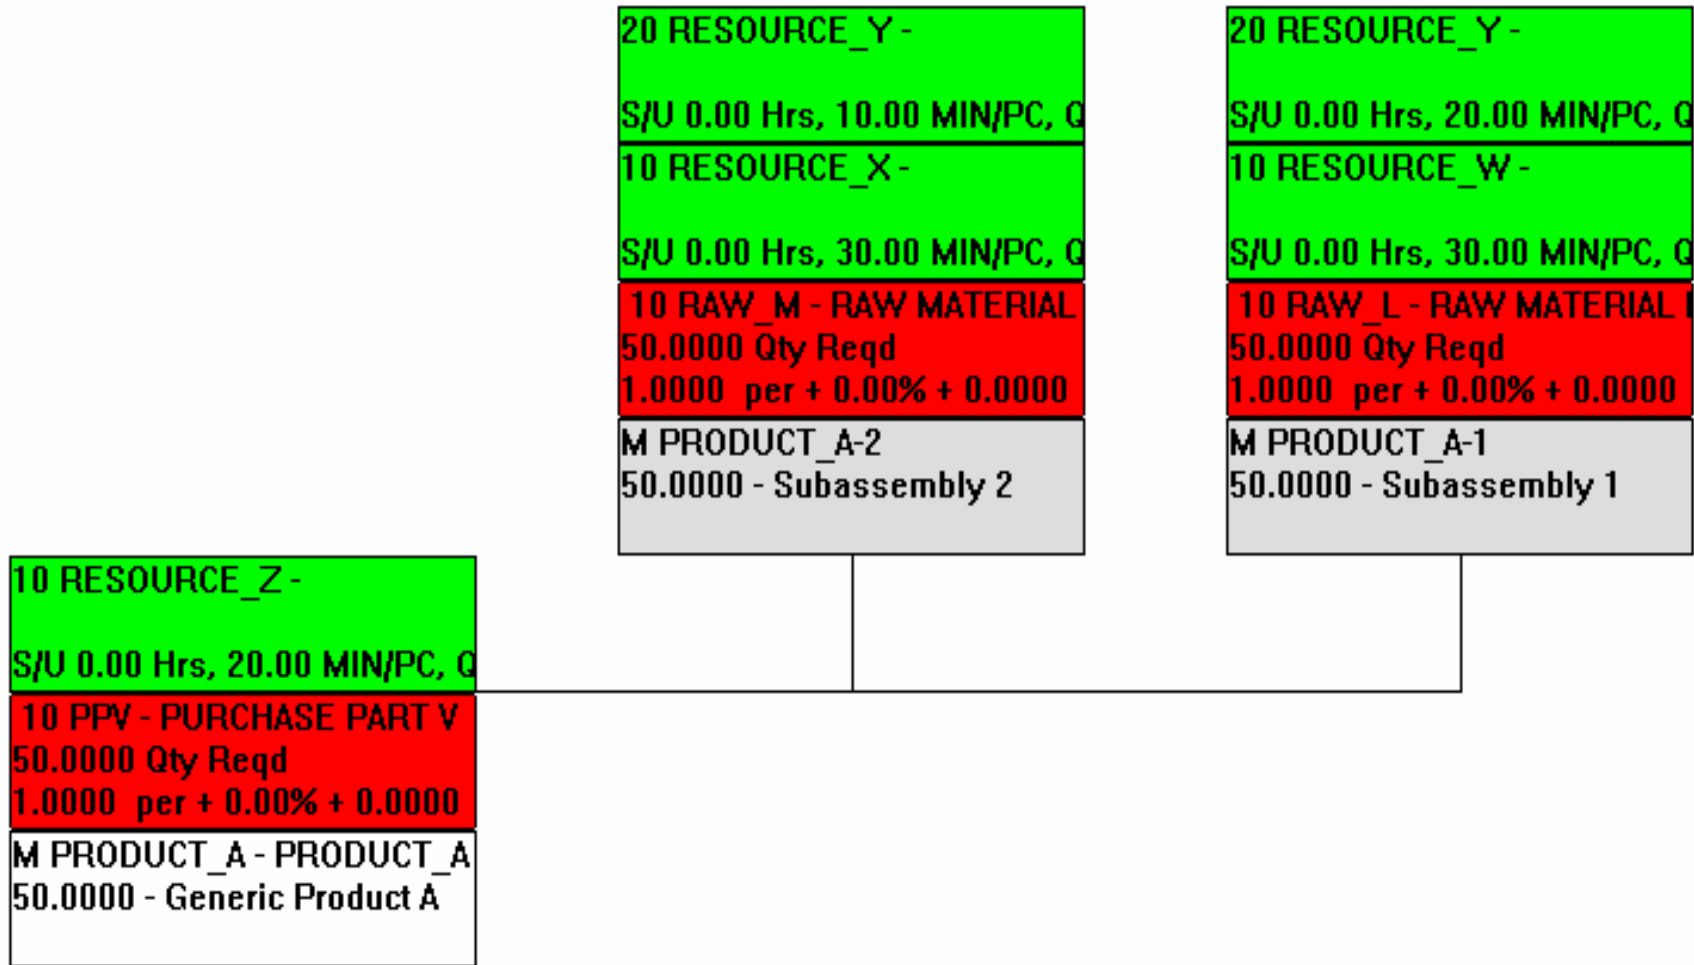 20 RESOURCE_Y -
S/U 0.00 Hrs, 10.00 MIN/PC, Q
10 RESOURCE_X -
S/U 0.00 Hrs, 30.00 MIN/PC, Q
10 RAW_M - RAW MATERIAL
50.0000 Qty Reqd
1.0000 per + 0.00% + 0.0000
M PRODUCT_A-2
50.0000 - Subassembly 2
20 RESOURCE_Y -
S/U 0.00 Hrs, 20.00 MIN/PC, Q
10 RESOURCE_W -
S/U 0.00 Hrs, 30.00 MIN/PC, Q
10 RAW_L - RAW MATERIAL
50.0000 Qty Reqd
1.0000 per + 0.00% + 0.0000
M PRODUCT_A-1
50.0000 - Subassembly 1
10 RESOURCE_Z -
S/U 0.00 Hrs, 20.00 MIN/PC, Q
10 PPV - PURCHASE PART V
50.0000 Qty Reqd
1.0000 per + 0.00% + 0.0000
M PRODUCT_A - PRODUCT_A
50.0000 - Generic Product A